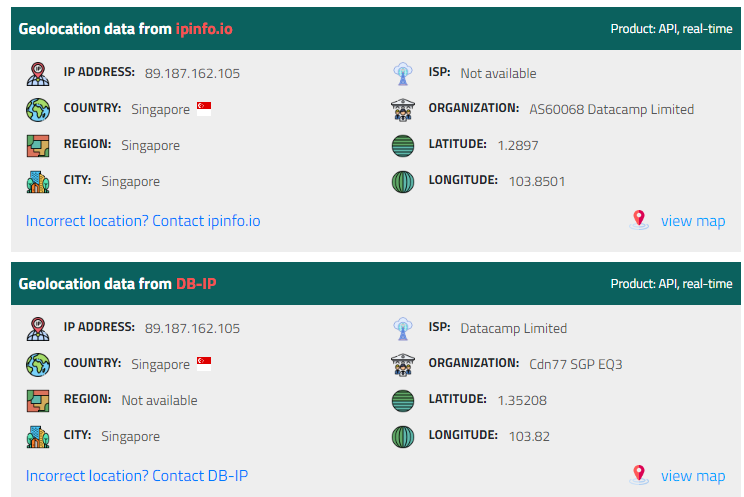 Geolocation data from ipinfo.io Product: API, real-time
IP ADDRESS: 89.187.162.105 ISP: Not available
COUNTRY: Singapore ORGANIZATION: AS60068 Datacamp Limited
REGION: Singapore LATITUDE: 1.2897
CITY: Singapore LONGITUDE: 103.8501
Incorrect location? Contact ipinfo.io view map
Geolocation data from DB-IP Product: API, real-time
IP ADDRESS: 89.187.162.105 ISP: Datacamp Limited
COUNTRY: Singapore ORGANIZATION: Cdn77 SGP EQ3
REGION: Not available LATITUDE: 1.35208
CITY: Singapore LONGITUDE: 103.82
Incorrect location? Contact DB-IP view map